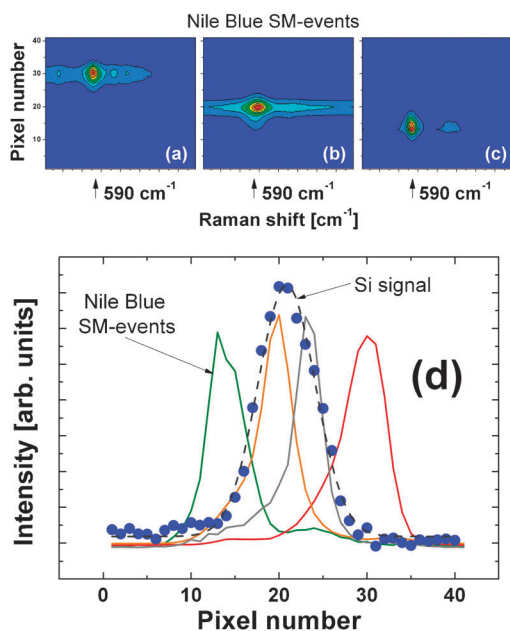 Nile Blue SM-events
Pixel number
40
30
20
10
(a)
(b)
(c)
590 cm⁻¹
590 cm⁻¹
590 cm⁻¹
Raman shift [cm⁻¹]
Nile Blue
SM-events
Si signal
(d)
Intensity [arb. units]
0
10
20
30
40
Pixel number